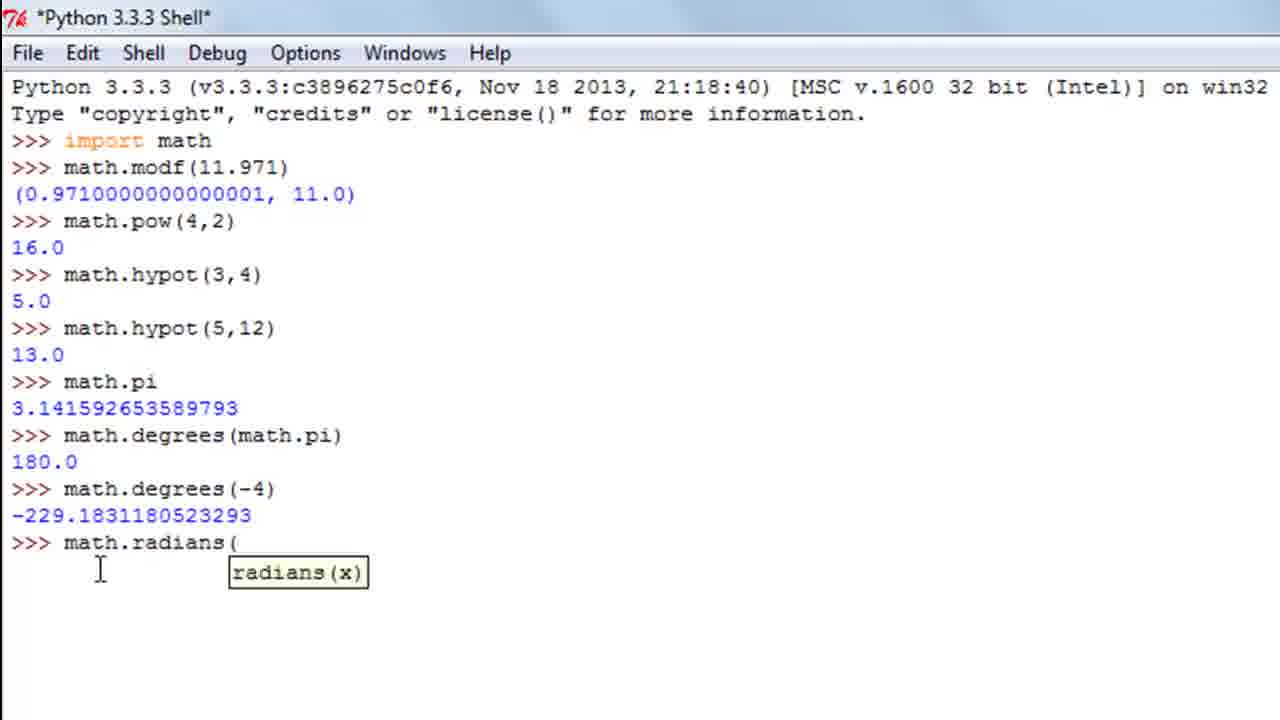 *Python 3.3.3 Shell*
File Edit Shell Debug Options Windows Help
Python 3.3.3 (v3.3.3:c3896275c0f6, Nov 18 2013, 21:18:40) [MSC v.1600 32 bit (Intel)] on win32
Type "copyright", "credits" or "license()" for more information.
>>> import math
>>> math.modf(11.971)
(0.9710000000000001, 11.0)
>>> math.pow(4,2)
16.0
>>> math.hypot(3,4)
5.0
>>> math.hypot(5,12)
13.0
>>> math.pi
3.141592653589793
>>> math.degrees(math.pi)
180.0
>>> math.degrees(-4)
-229.1831180523293
>>> math.radians(
radians(x)